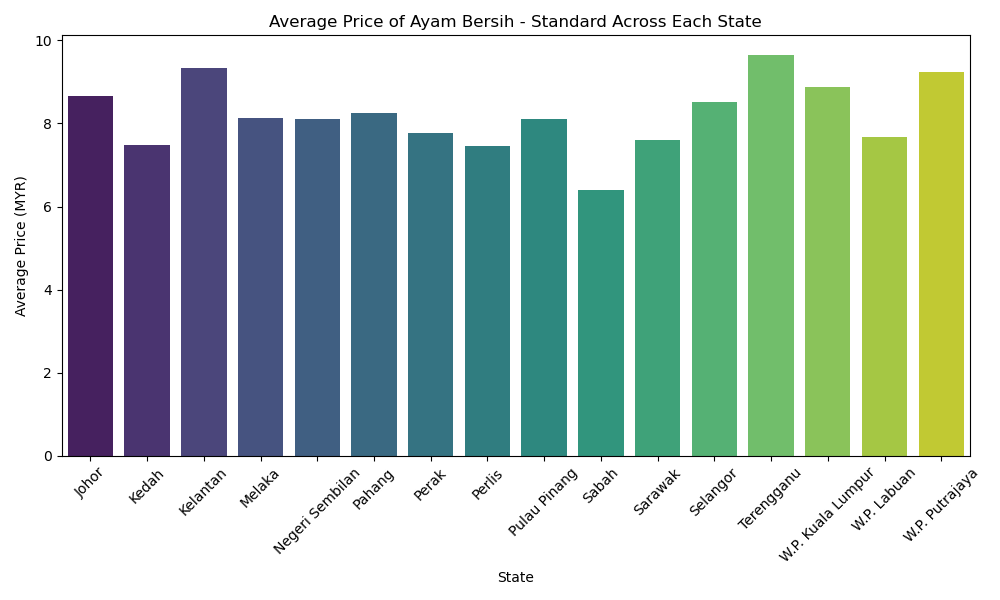 Average Price of Ayam Bersih - Standard Across Each State
Average Price (MYR)
10
8
6
4
2
0
Johor
Kedah
Kelantan
Melaka
Negeri Sembilan
Pahang
Perak
Perlis
Pulau Pinang
Sabah
Sarawak
Selangor
Terengganu
W.P. Kuala Lumpur
W.P. Labuan
W.P. Putrajaya
State